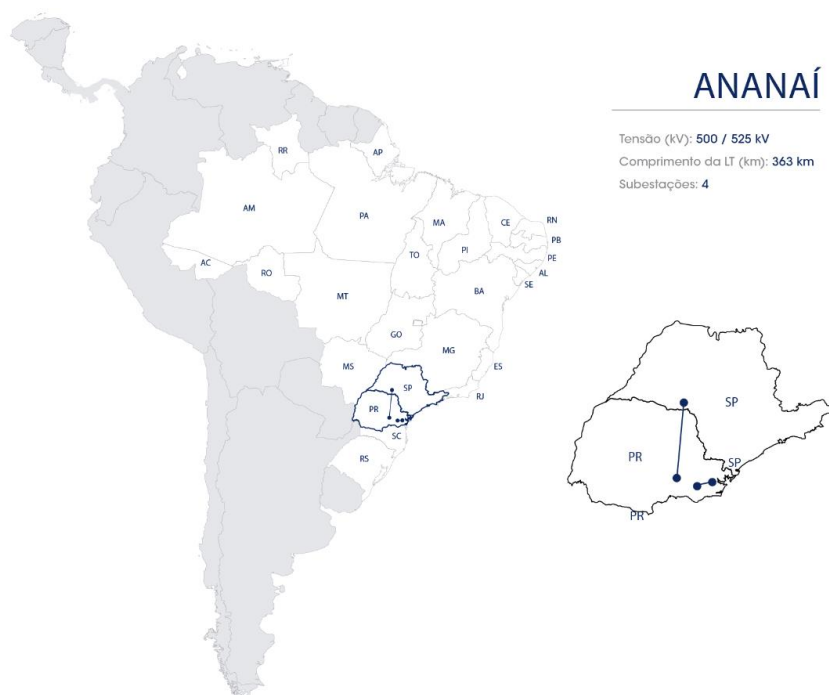 ANANAÍ
Tensão (kV): 500 / 525 kV
Comprimento da LT (km): 363 km
Subestações: 4
RR
AP
AM
PA
MA
CE
RN
PB
PI
PE
TO
AL
AC
RO
SE
BA
MT
GO
MG
MS
ES
SP
RJ
PR
SC
RS
SP
PR
SP
PR